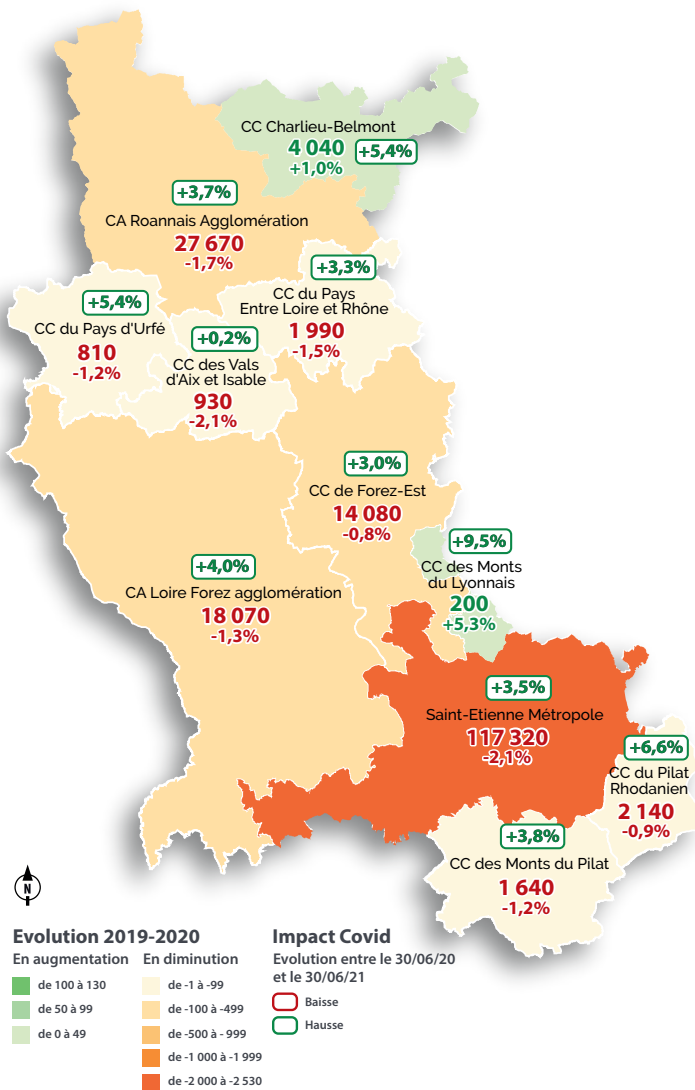 CC Charlieu-Belmont
4 040
+5,4%
+1,0%
+3,7%
CA Roannais Agglomération
27 670
-1,7%
+3,3%
CC du Pays
Entre Loire et Rhône
1 990
-1,5%
+5,4%
CC du Pays d'Urfé
810
-1,2%
+0,2%
CC des Vals
d'Aix et Isable
930
-2,1%
+3,0%
CC de Forez-Est
14 080
-0,8%
+9,5%
CC des Monts
du Lyonnais
200
+5,3%
+4,0%
CA Loire Forez agglomération
18 070
-1,3%
+3,5%
Saint-Etienne Métropole
117 320
-2,1%
+6,6%
CC du Pilat
Rhodanien
2 140
-0,9%
+3,8%
CC des Monts du Pilat
1 640
-1,2%
N
Evolution 2019-2020
En augmentation
de 100 à 130
de 50 à 99
de 0 à 49
En diminution
de -1 à -99
de -100 à -499
de -500 à - 999
de -1 000 à -1 999
de -2 000 à -2 530
Impact Covid
Evolution entre le 30/06/20
et le 30/06/21
Baisse
Hausse